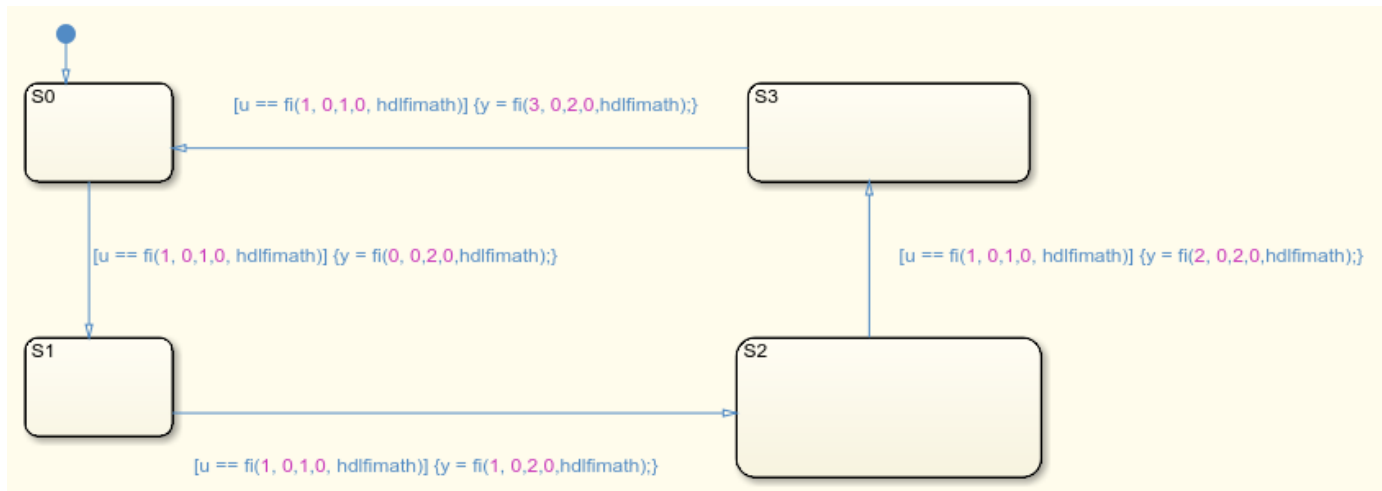 S0
[u == fi(1, 0,1,0, hdlfimath)] {y = fi(3, 0,2,0,hdlfimath);}
S3
[u == fi(1, 0,1,0, hdlfimath)] {y = fi(0, 0,2,0,hdlfimath);}
[u == fi(1, 0,1,0, hdlfimath)] {y = fi(2, 0,2,0,hdlfimath);}
S1
S2
[u == fi(1, 0,1,0, hdlfimath)] {y = fi(1, 0,2,0,hdlfimath);}